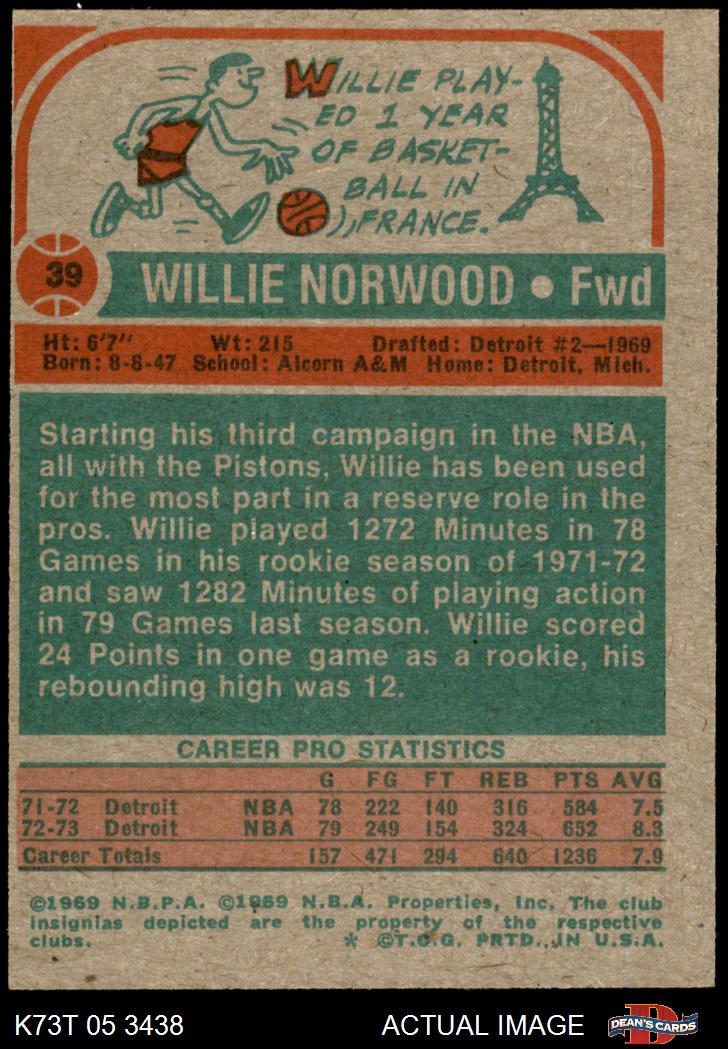 WILLIE PLAY-
ED 1 YEAR
OF BASKET-
BALL IN
FRANCE.
39
WILLIE NORWOOD • Fwd
Ht: 6'7" Wt: 215 Drafted: Detroit #2—1969
Born: 8-8-47 School: Alcorn A&M Home: Detroit, Mich.
Starting his third campaign in the NBA,
all with the Pistons, Willie has been used
for the most part in a reserve role in the
pros. Willie played 1272 Minutes in 78
Games in his rookie season of 1971-72
and saw 1282 Minutes of playing action
in 79 Games last season. Willie scored
24 Points in one game as a rookie, his
rebounding high was 12.
CAREER PRO STATISTICS
G FG FT REB PTS AVG
71-72 Detroit NBA 78 222 140 316 584 7.5
72-73 Detroit NBA 79 249 154 324 652 8.3
Career Totals 157 471 294 640 1236 7.9
©1969 N.B.P.A. ©1969 N.B.A. Properties, Inc. The club
insignias depicted are the property of the respective
clubs. * ©T.C.G. PRTD. IN U.S.A.
K73T 05 3438 ACTUAL IMAGE D DEAN'S CARDS